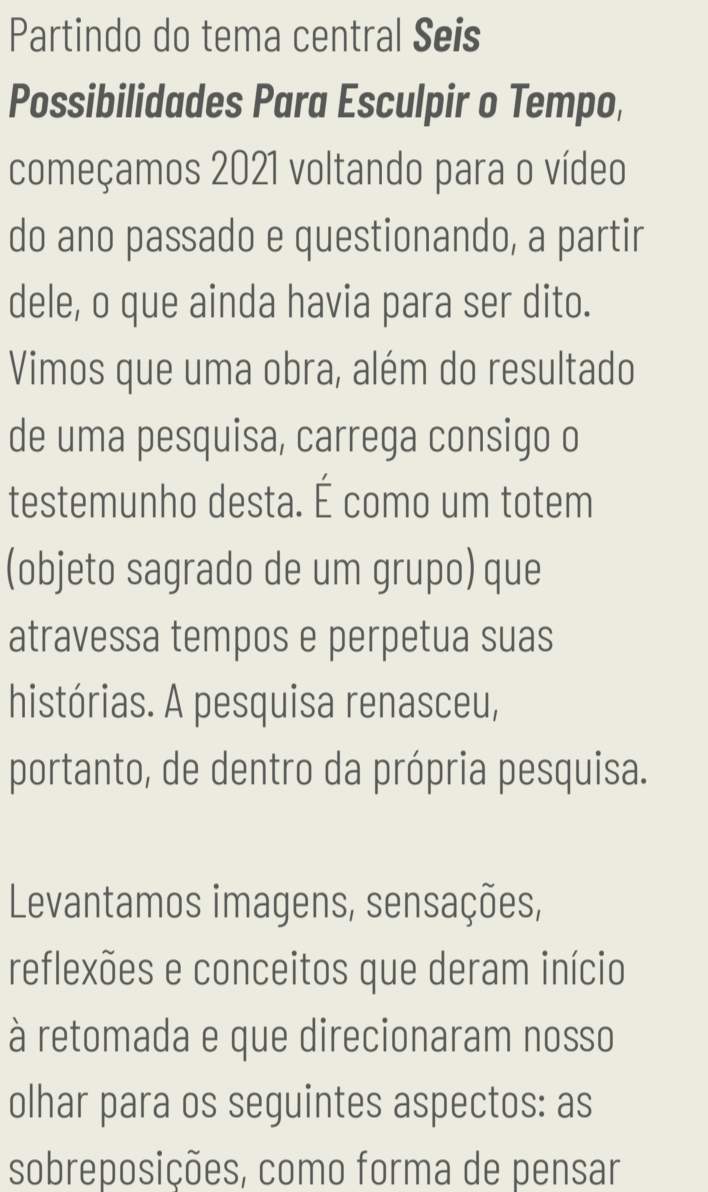 Partindo do tema central Seis
Possibilidades Para Esculpir o Tempo,
começamos 2021 voltando para o vídeo
do ano passado e questionando, a partir
dele, o que ainda havia para ser dito.
Vimos que uma obra, além do resultado
de uma pesquisa, carrega consigo o
testemunho desta. É como um totem
(objeto sagrado de um grupo) que
atravessa tempos e perpetua suas
histórias. A pesquisa renasceu,
portanto, de dentro da própria pesquisa.

Levantamos imagens, sensações,
reflexões e conceitos que deram início
à retomada e que direcionaram nosso
olhar para os seguintes aspectos: as
sobreposições, como forma de pensar